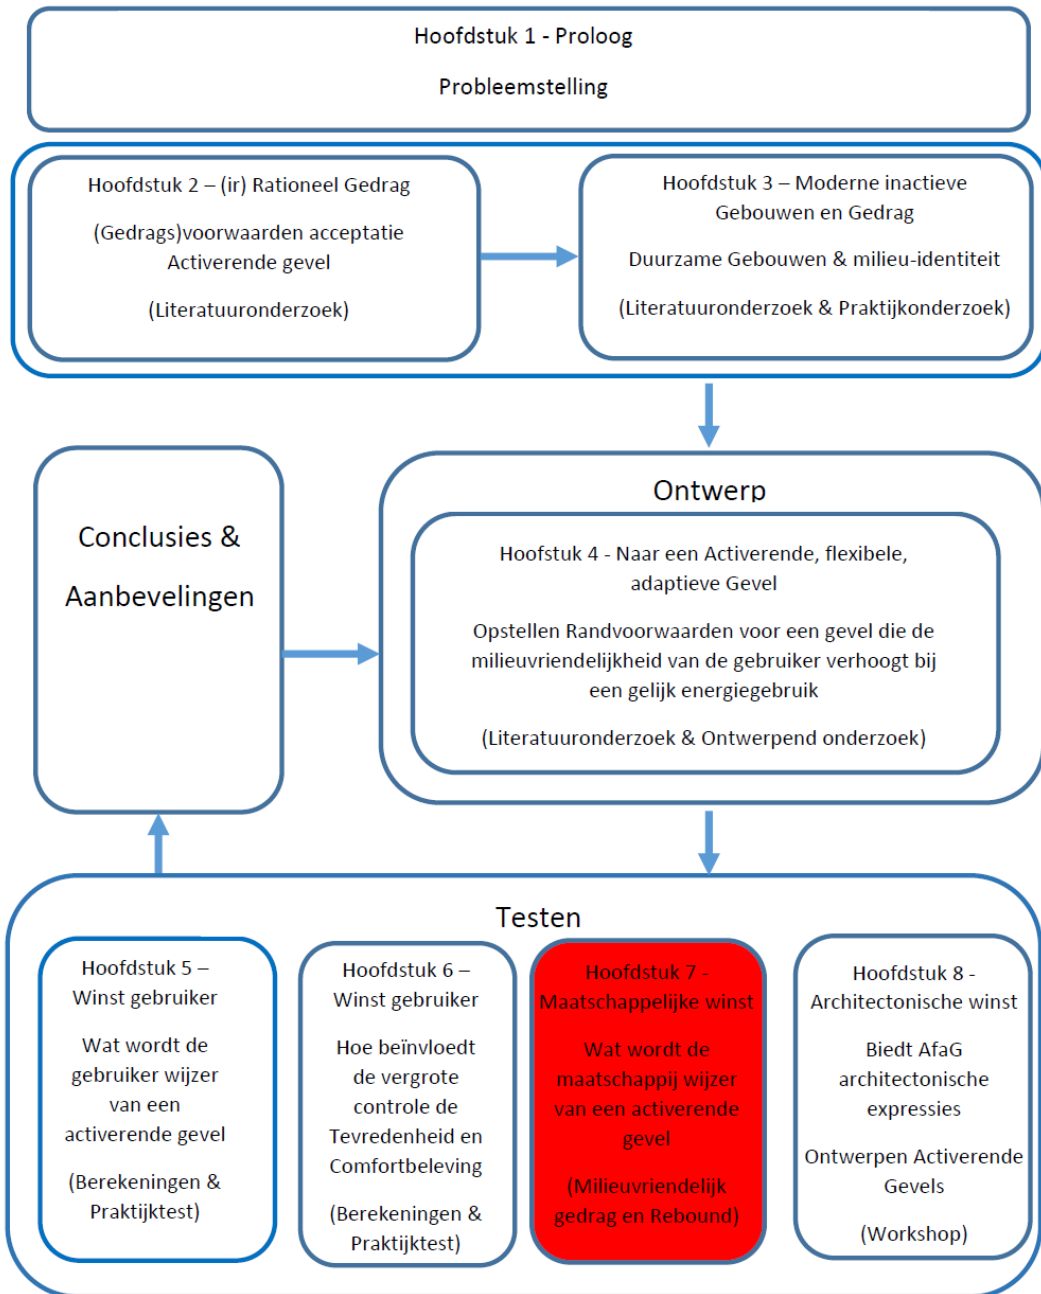 Hoofdstuk 1 - Proloog
Probleemstelling
Hoofdstuk 2 – (ir) Rationeel Gedrag
(Gedrags)voorwaarden acceptatie
Activerende gevel
(Literatuuronderzoek)
Hoofdstuk 3 – Moderne inactieve
Gebouwen en Gedrag
Duurzame Gebouwen & milieu-identiteit
(Literatuuronderzoek & Praktijkonderzoek)
Conclusies &
Aanbevelingen
Ontwerp
Hoofstuk 4 - Naar een Activerende, flexibele,
adaptieve Gevel
Opstellen Randvoorwaarden voor een gevel die de
milieuvriendelijkheid van de gebruiker verhoogt bij
een gelijk energiegebruik
(Literatuuronderzoek & Ontwerpend onderzoek)
Testen
Hoofdstuk 5 –
Winst gebruiker
Wat wordt de
gebruiker wijzer
van een
activerende gevel
(Berekeningen &
Praktijktest)
Hoofdstuk 6 –
Winst gebruiker
Hoe beïnvloedt
de vergrote
controle de
Tevredenheid en
Comfortbeleving
(Berekeningen &
Praktijktest)
Hoofdstuk 7 -
Maatschappelijke winst
Wat wordt de
maatschappij wijzer
van een activerende
gevel
(Milieuvriendelijk
gedrag en Rebound)
Hoofdstuk 8 -
Architectonische winst
Biedt AfaG
architectonische
expressies
Ontwerpen Activerende
Gevels
(Workshop)